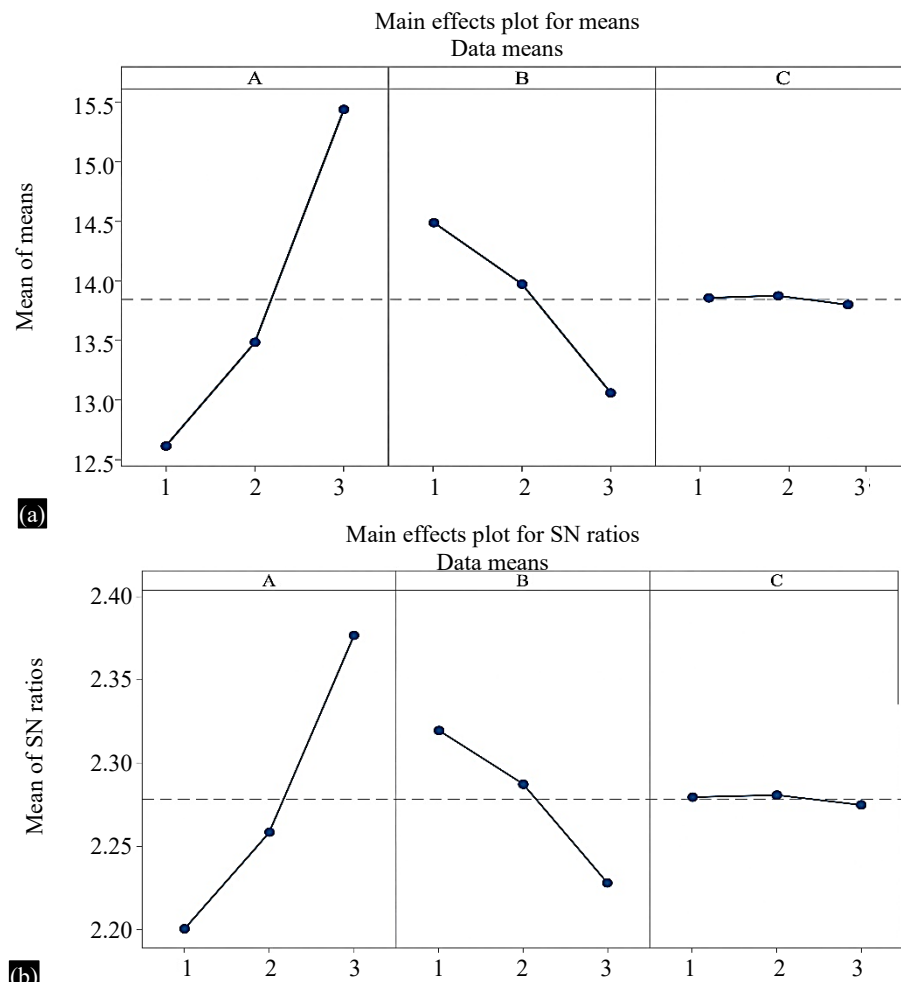 Main effects plot for means
Data means
A B C
Mean of means
15.5
15.0
14.5
14.0
13.5
13.0
12.5
1 2 3 1 2 3 1 2 3
(a)
Main effects plot for SN ratios
Data means
A B C
Mean of SN ratios
2.40
2.35
2.30
2.25
2.20
1 2 3 1 2 3 1 2 3
(b)